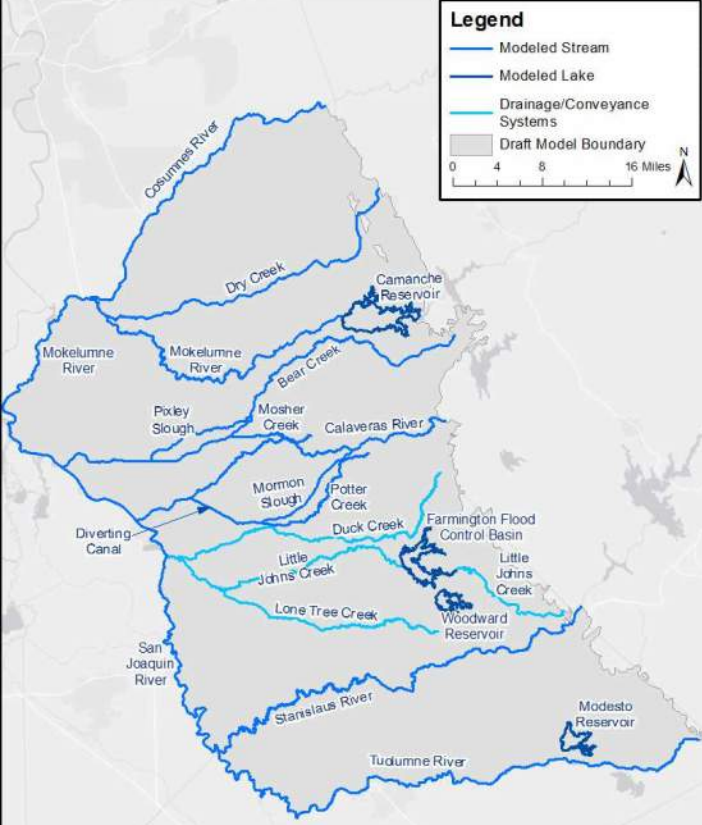 Legend
Modeled Stream
Modeled Lake
Drainage/Conveyance
Systems
Draft Model Boundary
N
0 4 8 16 Miles
Cosumnes River
Dry Creek
Camanche
Reservoir
Mokelumne
River
Mokelumne
River
Bear Creek
Pixley
Slough
Mosher
Creek
Calaveras River
Mormon
Slough
Potter
Creek
Diverting
Canal
Duck Creek
Farmington Flood
Control Basin
Little
Johns Creek
Little
Johns
Creek
Lone Tree Creek
Woodward
Reservoir
San
Joaquin
River
Stanislaus River
Modesto
Reservoir
Tuolumne River